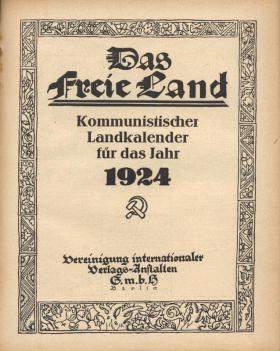 Das
Freie Land
Kommunistischer
Landkalender
für das Jahr
1924
Vereinigung internationaler
Verlags-Anstalten
G.m.b.H
Berlin